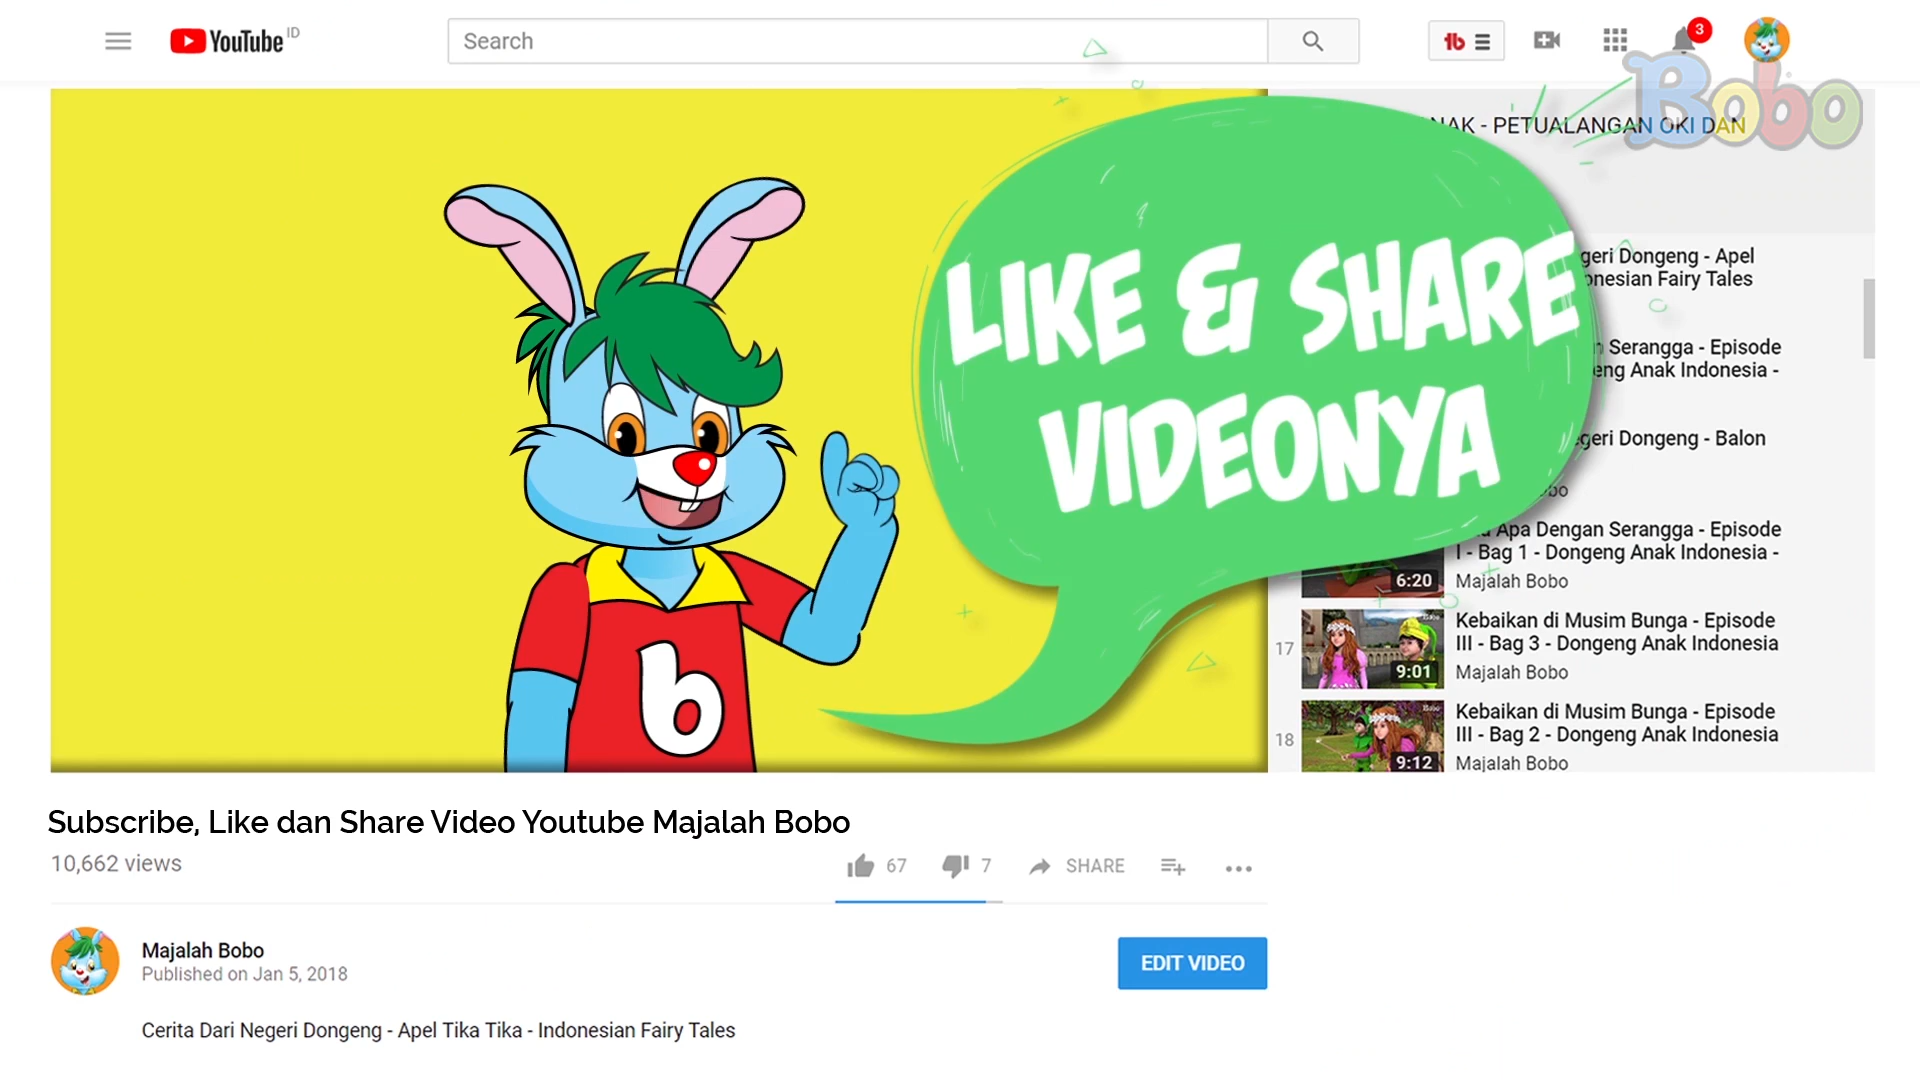 YouTube ID
Search
3
Bobo
NAK - PETUALANGAN OKI DAN
LIKE & SHARE
VIDEONYA
geri Dongeng - Apel
onesian Fairy Tales
n Serangga - Episode
eng Anak Indonesia -
egeri Dongeng - Balon
obo
Apa Dengan Serangga - Episode
I - Bag 1 - Dongeng Anak Indonesia -
Majalah Bobo
6:20
17
Kebaikan di Musim Bunga - Episode
III - Bag 3 - Dongeng Anak Indonesia
Majalah Bobo
9:01
18
Kebaikan di Musim Bunga - Episode
III - Bag 2 - Dongeng Anak Indonesia
Majalah Bobo
9:12
b
Subscribe, Like dan Share Video Youtube Majalah Bobo
10,662 views
67
7
SHARE
Majalah Bobo
Published on Jan 5, 2018
EDIT VIDEO
Cerita Dari Negeri Dongeng - Apel Tika Tika - Indonesian Fairy Tales